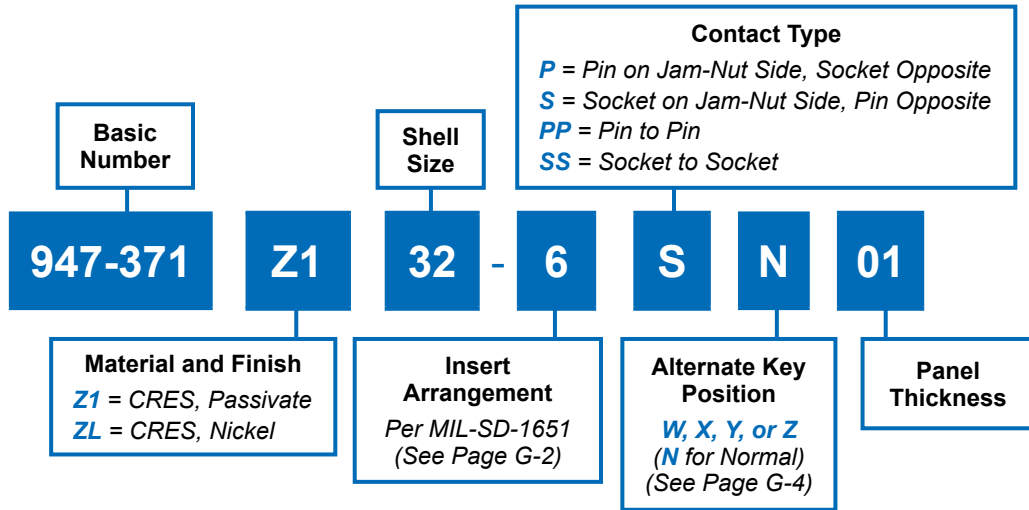 Contact Type
P = Pin on Jam-Nut Side, Socket Opposite
S = Socket on Jam-Nut Side, Pin Opposite
PP = Pin to Pin
SS = Socket to Socket
Basic
Number
Shell
Size
947-371 Z1 32 - 6 S N 01
Material and Finish
Z1 = CRES, Passivate
ZL = CRES, Nickel
Insert
Arrangement
Per MIL-SD-1651
(See Page G-2)
Alternate Key
Position
W, X, Y, or Z
(N for Normal)
(See Page G-4)
Panel
Thickness